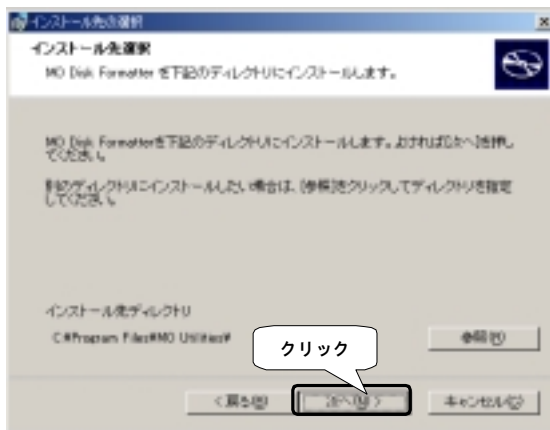 インストール先選択
インストール先選択
MO Disk Formatter を下記のディレクトリにインストールします。
MO Disk Formatterを下記のディレクトリにインストールします。よければ[次へ]を押し
てください。
別のディレクトリにインストールしたい場合は、[参照]をクリックしてディレクトリを指定
してください。
インストール先ディレクトリ
C:¥Program Files¥MO Utilities¥
参照(R)
クリック
< 戻る(B)
次へ(N) >
キャンセル(C)